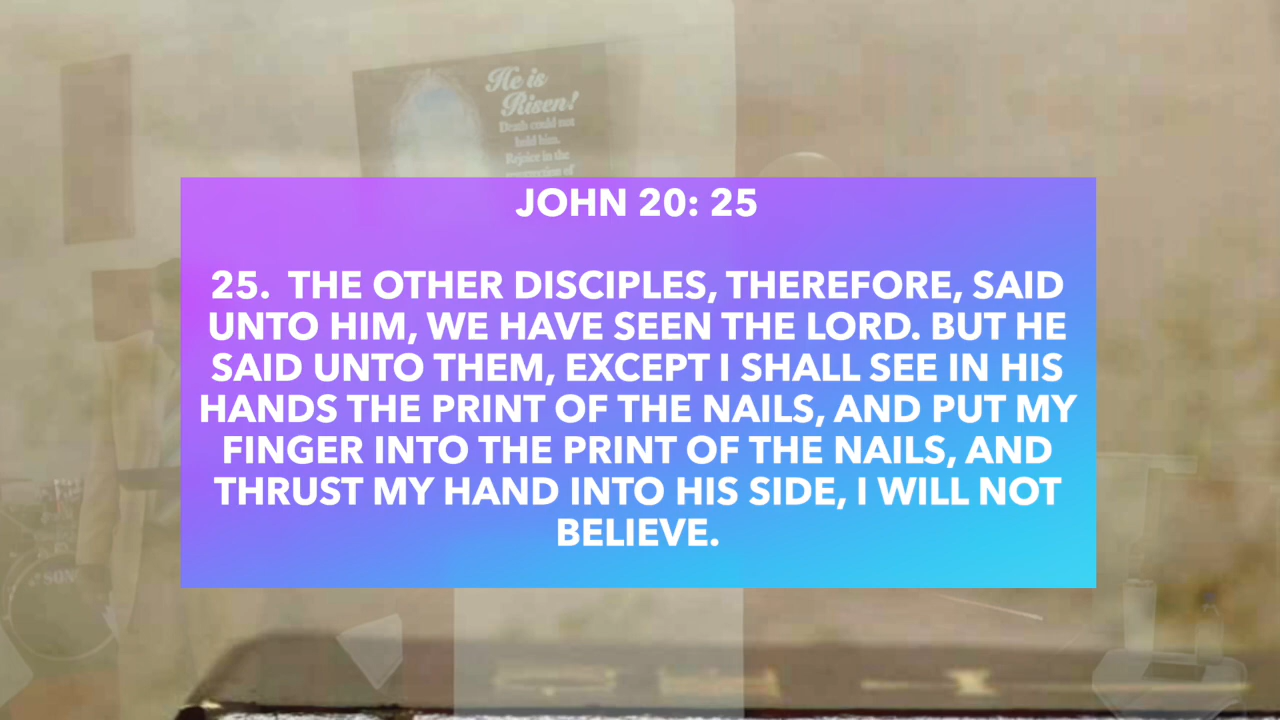 He is
Risen!
Death could not
hold him.
Rejoice in the
resurrection of
JOHN 20: 25
25. THE OTHER DISCIPLES, THEREFORE, SAID
UNTO HIM, WE HAVE SEEN THE LORD. BUT HE
SAID UNTO THEM, EXCEPT I SHALL SEE IN HIS
HANDS THE PRINT OF THE NAILS, AND PUT MY
FINGER INTO THE PRINT OF THE NAILS, AND
THRUST MY HAND INTO HIS SIDE, I WILL NOT
BELIEVE.